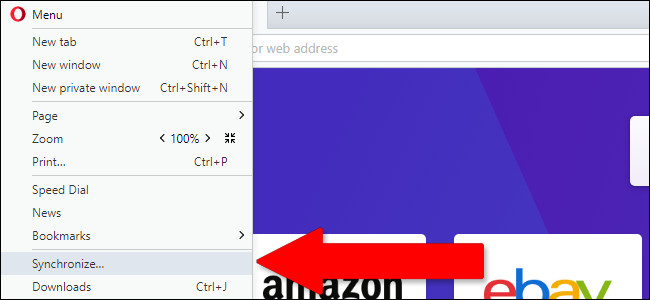 Menu
New tab Ctrl+T
New window Ctrl+N
New private window Ctrl+Shift+N
Page
Zoom 100%
Print... Ctrl+P
Speed Dial
News
Bookmarks
Synchronize...
Downloads Ctrl+J
or web address
amazon
ebay